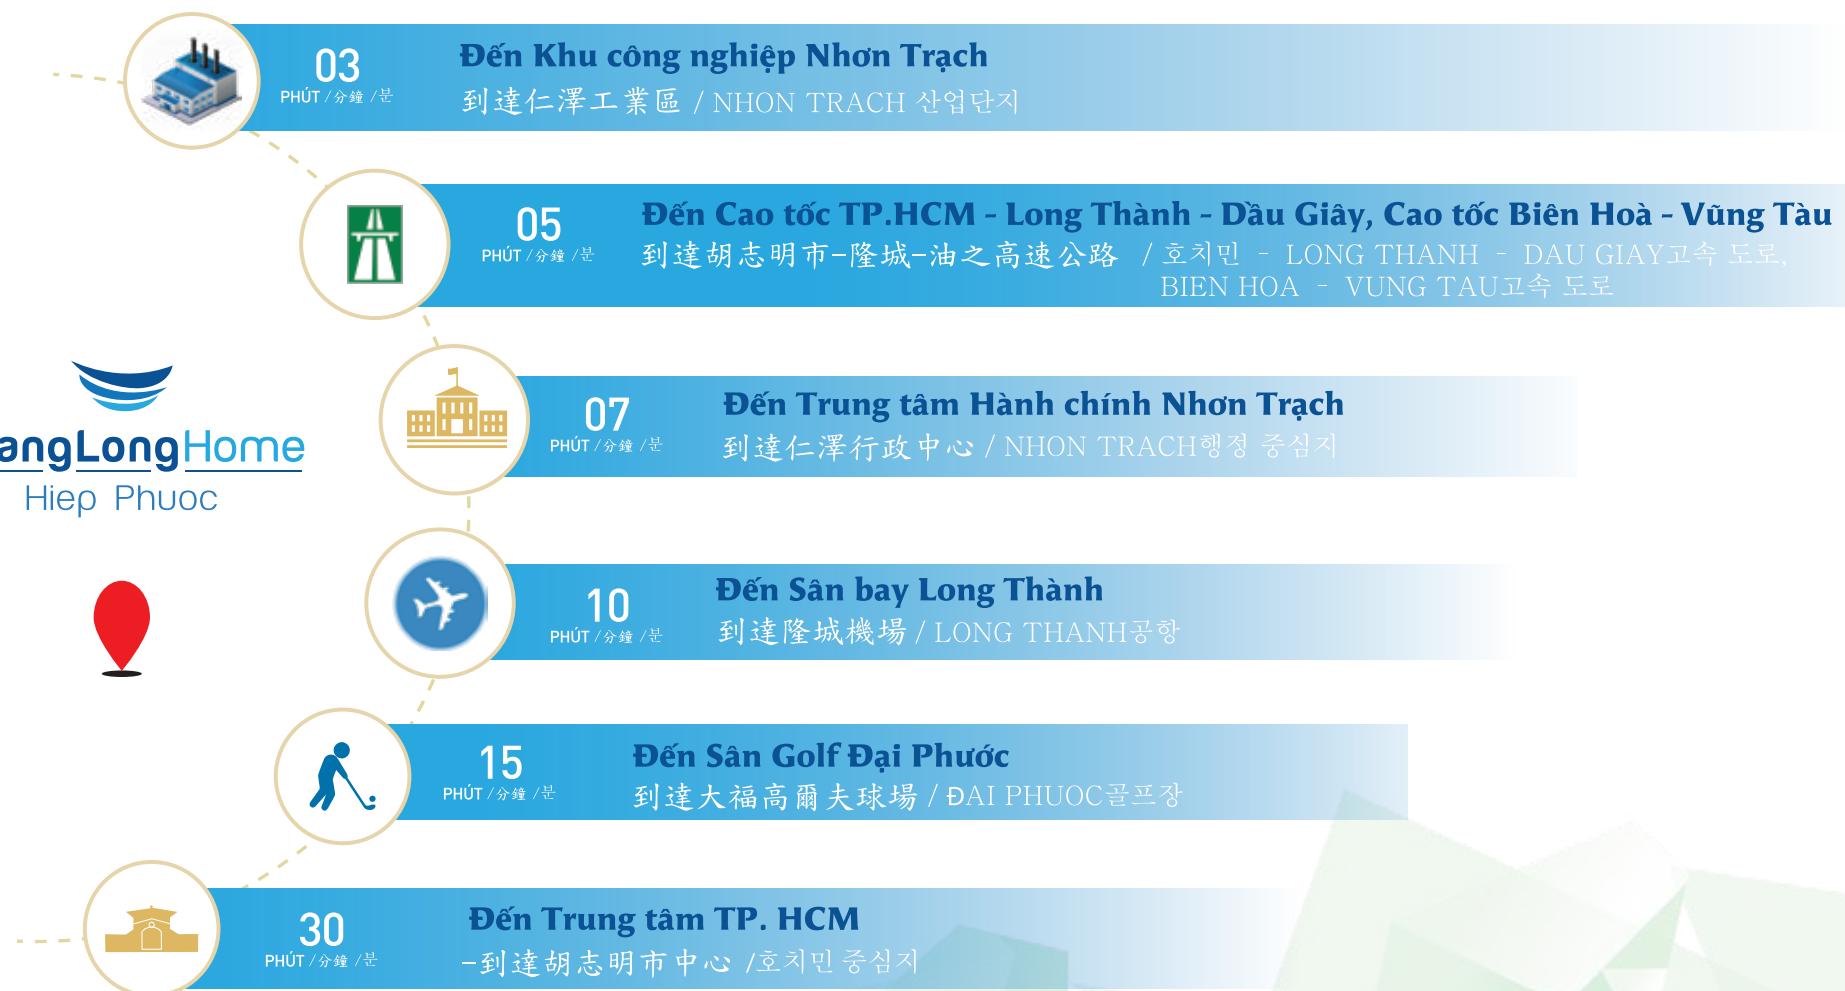 03
PHÚT /分鐘 /분
Đến Khu công nghiệp Nhơn Trạch
到達仁澤工業區 / NHON TRACH 산업단지
05
PHÚT /分鐘 /분
Đến Cao tốc TP.HCM - Long Thành - Dầu Giây, Cao tốc Biên Hoà - Vũng Tàu
到達胡志明市-隆城-油之高速公路 / 호치민 - LONG THANH - DAU GIAY고속 도로,
BIEN HOA - VUNG TAU고속 도로
angLongHome
Hiep Phuoc
07
PHÚT /分鐘 /분
Đến Trung tâm Hành chính Nhơn Trạch
到達仁澤行政中心 / NHON TRACH행정 중심지
10
PHÚT /分鐘 /분
Đến Sân bay Long Thành
到達隆城機場 / LONG THANH공항
15
PHÚT /分鐘 /분
Đến Sân Golf Đại Phước
到達大福高爾夫球場 / ĐAI PHUOC골프장
30
PHÚT /分鐘 /분
Đến Trung tâm TP. HCM
-到達胡志明市中心 /호치민 중심지